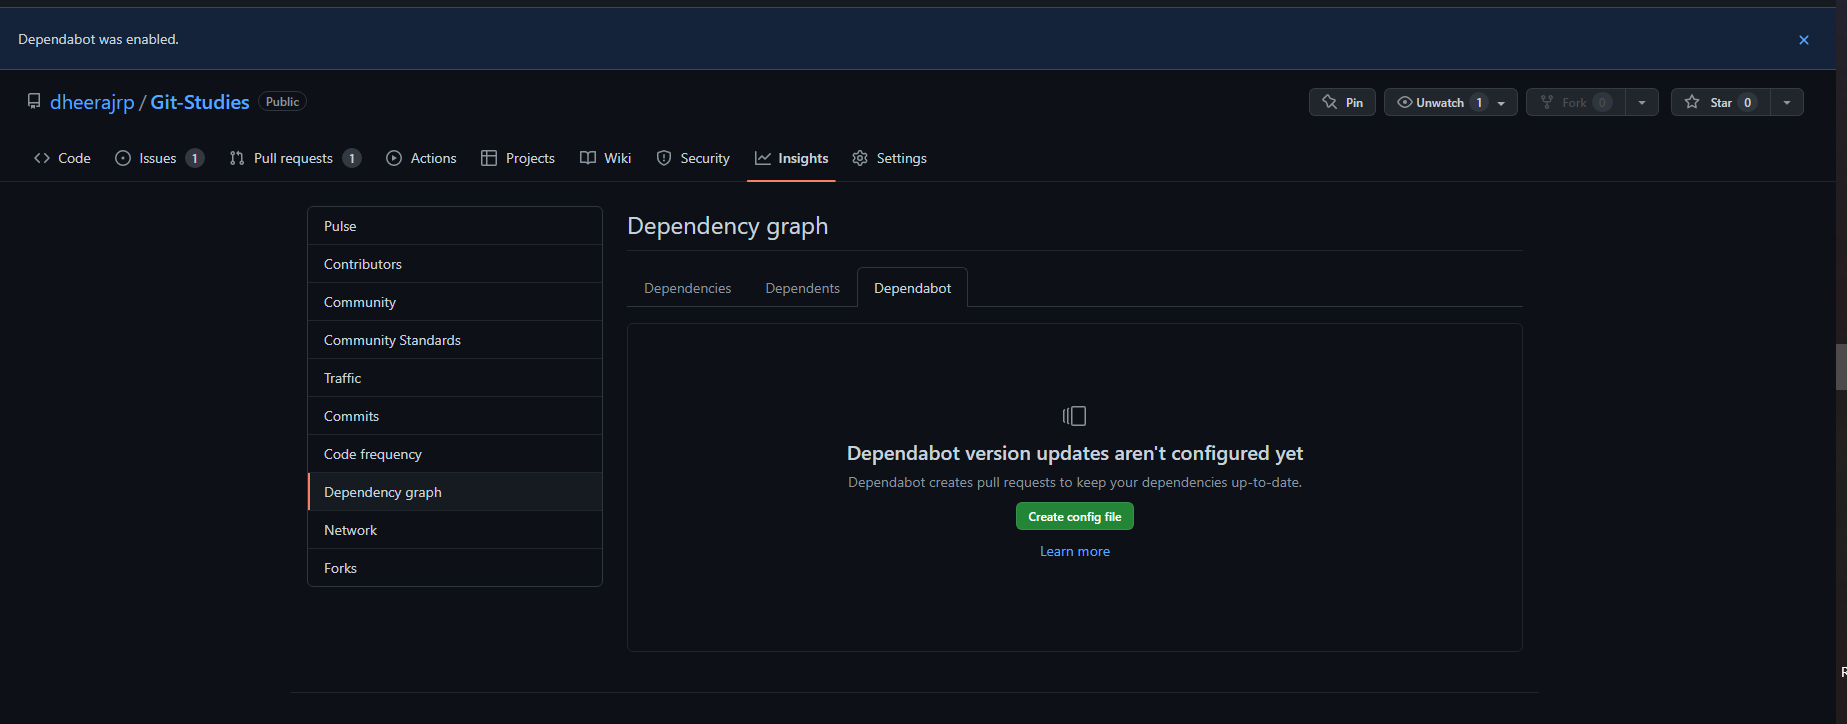 Dependabot was enabled.
dheerajrp / Git-Studies Public
Pin Unwatch 1 Fork 0 Star 0
Code Issues 1 Pull requests 1 Actions Projects Wiki Security Insights Settings
Pulse
Contributors
Community
Community Standards
Traffic
Commits
Code frequency
Dependency graph
Network
Forks
Dependency graph
Dependencies Dependents Dependabot
Dependabot version updates aren't configured yet
Dependabot creates pull requests to keep your dependencies up-to-date.
Create config file
Learn more